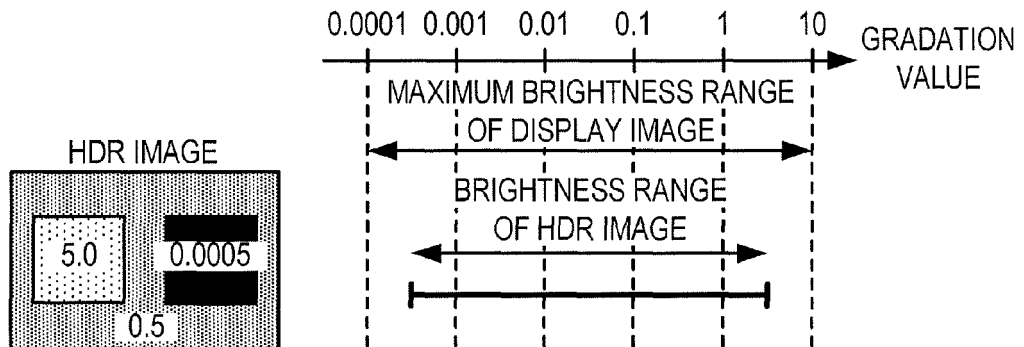 0.0001 0.001 0.01 0.1 1 10
GRADATION
VALUE
MAXIMUM BRIGHTNESS RANGE
OF DISPLAY IMAGE
HDR IMAGE
BRIGHTNESS RANGE
OF HDR IMAGE
5.0
0.0005
0.5